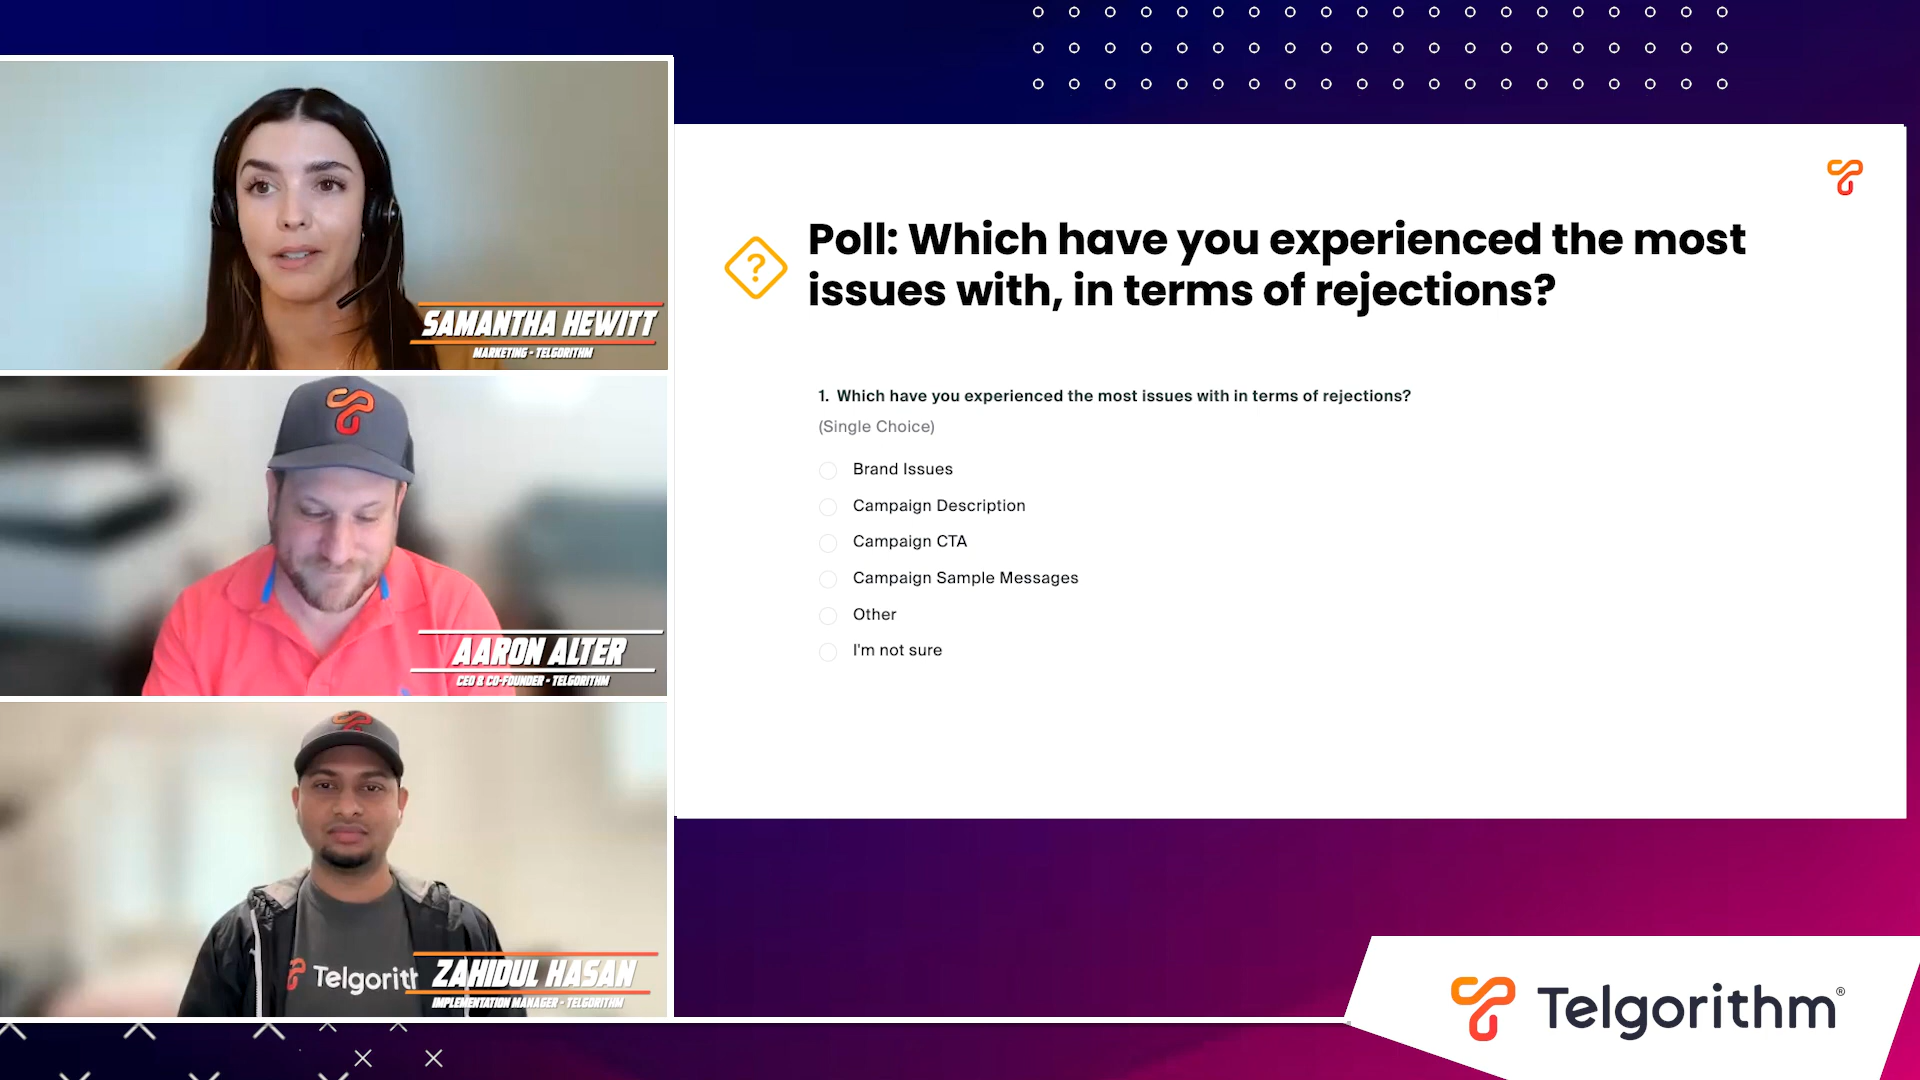 SAMANTHA HEWITT
MARKETING - TELGORITHM
AARON ALTER
CEO & CO-FOUNDER - TELGORITHM
Telgorith
ZAHIDUL HASAN
IMPLEMENTATION MANAGER - TELGORITHM
Poll: Which have you experienced the most
issues with, in terms of rejections?
1. Which have you experienced the most issues with in terms of rejections?
(Single Choice)
Brand Issues
Campaign Description
Campaign CTA
Campaign Sample Messages
Other
I'm not sure
Telgorithm®